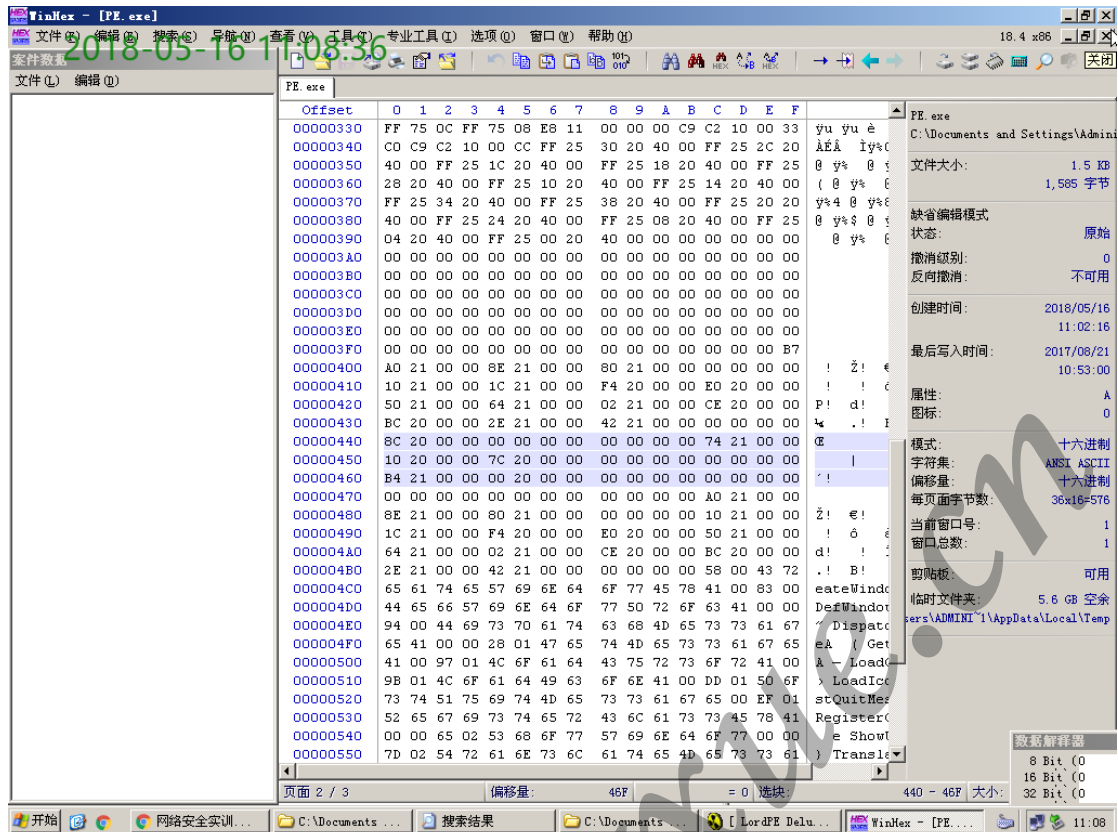 WinHex - [PE.exe]
文件(F) 编辑(E) 搜索(S) 导航(N) 查看(V) 工具(T) 专业工具(I) 选项(O) 窗口(W) 帮助(H) 18.4 x86
2018-05-16 11:08:36
案件数据
关闭
文件(L) 编辑(D)
PE.exe
Offset 0 1 2 3 4 5 6 7 8 9 A B C D E F
00000330 FF 75 0C FF 75 08 E8 11 00 00 00 C9 C2 10 00 33
00000340 C0 C9 C2 10 00 CC FF 25 30 20 40 00 FF 25 2C 20
00000350 40 00 FF 25 1C 20 40 00 FF 25 18 20 40 00 FF 25
00000360 28 20 40 00 FF 25 10 20 40 00 FF 25 14 20 40 00
00000370 FF 25 34 20 40 00 FF 25 38 20 40 00 FF 25 20 20
00000380 40 00 FF 25 24 20 40 00 FF 25 08 20 40 00 FF 25
00000390 04 20 40 00 FF 25 00 20 40 00 00 00 00 00 00 00
000003A0 00 00 00 00 00 00 00 00 00 00 00 00 00 00 00 00
000003B0 00 00 00 00 00 00 00 00 00 00 00 00 00 00 00 00
000003C0 00 00 00 00 00 00 00 00 00 00 00 00 00 00 00 00
000003D0 00 00 00 00 00 00 00 00 00 00 00 00 00 00 00 00
000003E0 00 00 00 00 00 00 00 00 00 00 00 00 00 00 00 00
000003F0 00 00 00 00 00 00 00 00 00 00 00 00 00 00 00 B7
00000400 A0 21 00 00 8E 21 00 00 80 21 00 00 00 00 00 00
00000410 10 21 00 00 1C 21 00 00 F4 20 00 00 E0 20 00 00
00000420 50 21 00 00 64 21 00 00 02 21 00 00 CE 20 00 00
00000430 BC 20 00 00 2E 21 00 00 42 21 00 00 00 00 00 00
00000440 8C 20 00 00 00 00 00 00 00 00 00 00 74 21 00 00
00000450 10 20 00 00 7C 20 00 00 00 00 00 00 00 00 00 00
00000460 B4 21 00 00 00 20 00 00 00 00 00 00 00 00 00 00
00000470 00 00 00 00 00 00 00 00 00 00 00 00 A0 21 00 00
00000480 8E 21 00 00 80 21 00 00 00 00 00 00 10 21 00 00
00000490 1C 21 00 00 F4 20 00 00 E0 20 00 00 50 21 00 00
000004A0 64 21 00 00 02 21 00 00 CE 20 00 00 BC 20 00 00
000004B0 2E 21 00 00 42 21 00 00 00 00 00 00 58 00 43 72
000004C0 65 61 74 65 57 69 6E 64 6F 77 45 78 41 00 83 00 eateWindo
000004D0 44 65 66 57 69 6E 64 6F 77 50 72 6F 63 41 00 00 DefWindow
000004E0 94 00 44 69 73 70 61 74 63 68 4D 65 73 73 61 67 ” Dispatc
000004F0 65 41 00 00 28 01 47 65 74 4D 65 73 73 61 67 65 eA ( Get
00000500 41 00 97 01 4C 6F 61 64 43 75 72 73 6F 72 41 00 A — LoadC
00000510 9B 01 4C 6F 61 64 49 63 6F 6E 41 00 DD 01 50 6F › LoadIco
00000520 73 74 51 75 69 74 4D 65 73 73 61 67 65 00 EF 01 stQuitMes
00000530 52 65 67 69 73 74 65 72 43 6C 61 73 73 45 78 41 RegisterC
00000540 00 00 65 02 53 68 6F 77 57 69 6E 64 6F 77 00 00 e ShowW
00000550 7D 02 54 72 61 6E 73 6C 61 74 65 4D 65 73 73 61 } Transla
PE.exe
C:\Documents and Settings\Admini
文件大小: 1.5 KB
1,585 字节
缺省编辑模式
状态: 原始
撤消级别: 0
反向撤消: 不可用
创建时间: 2018/05/16
11:02:16
最后写入时间: 2017/08/21
10:53:00
属性: A
图标: 0
模式: 十六进制
字符集: ANSI ASCII
偏移量: 十六进制
每页面字节数: 36x16=576
当前窗口号: 1
窗口总数: 1
剪贴板: 可用
临时文件夹: 5.6 GB 空余
sers\ADMINI~1\AppData\Local\Temp
数据解释器
8 Bit (0
16 Bit (0
32 Bit (0
页面 2 / 3 偏移量: 46F = 0 选块: 440 - 46F 大小:
开始 网络安全实训... C:\Documents ... 搜索结果 C:\Documents ... [ LordPE Delu... WinHex - [PE.... 11:08